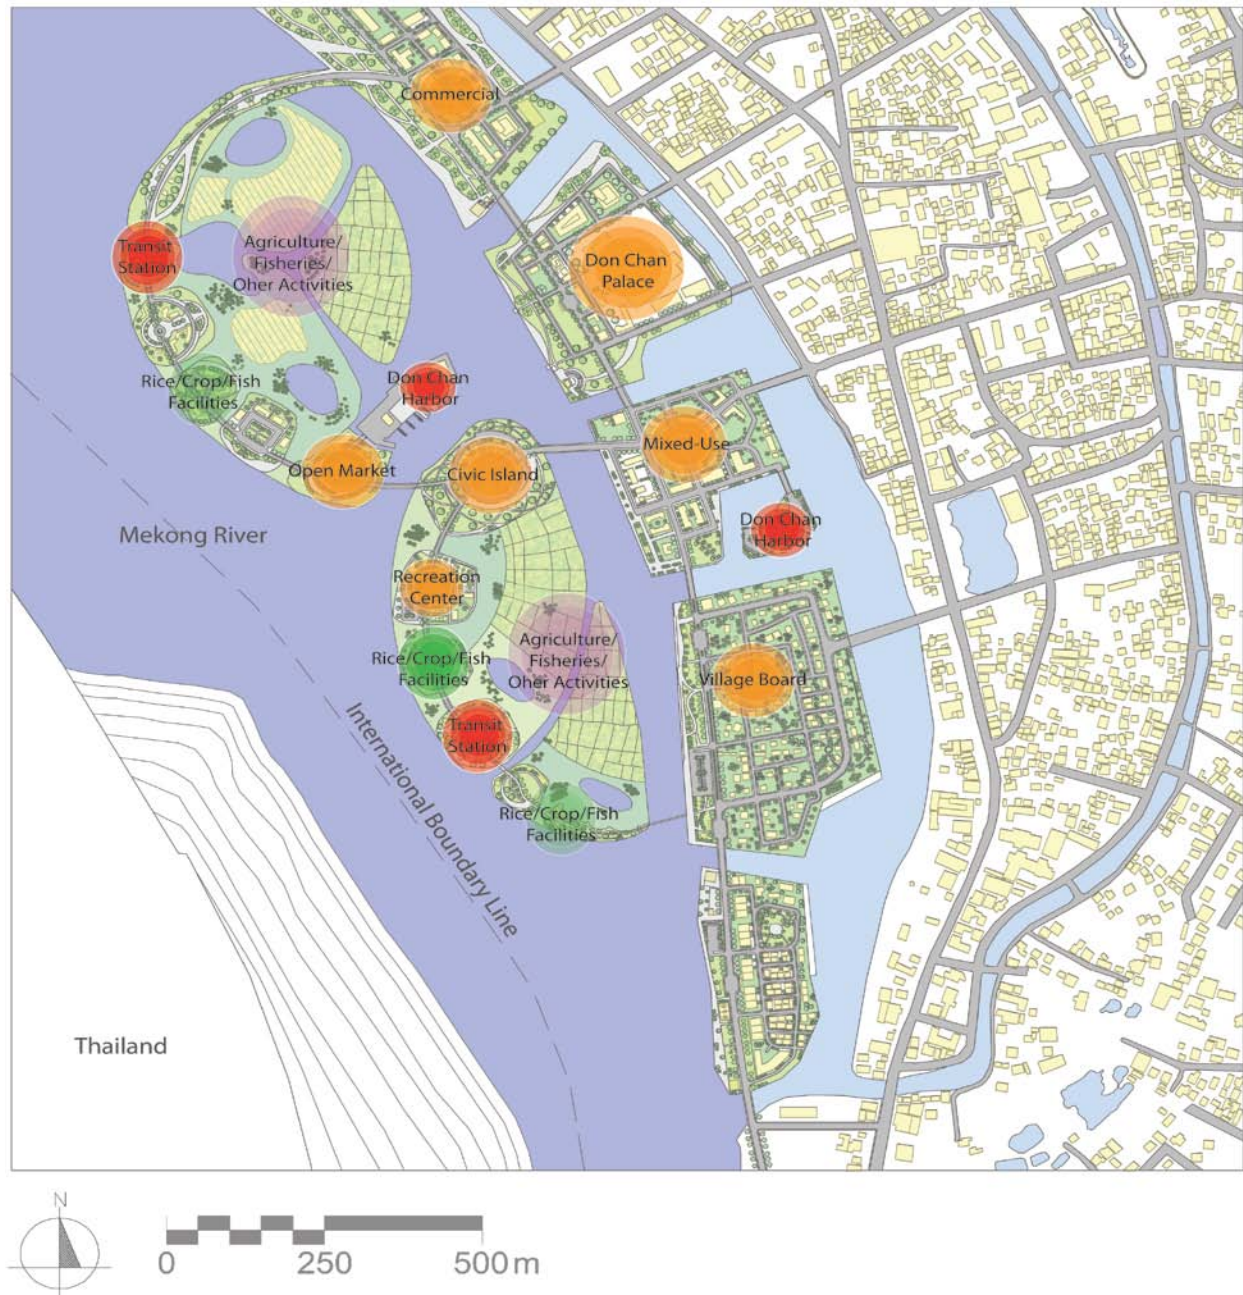 Commercial
Transit
Station
Agriculture/
Fisheries/
Oher Activities
Don Chan
Palace
Rice/Crop/Fish
Facilities
Don Chan
Harbor
Open Market
Civic Island
Mixed-Use
Don Chan
Harbor
Mekong River
Recreation
Center
Rice/Crop/Fish
Facilities
Agriculture/
Fisheries/
Oher Activities
Village Board
Transit
Station
International Boundary Line
Rice/Crop/Fish
Facilities
Thailand
N
0 250 500 m